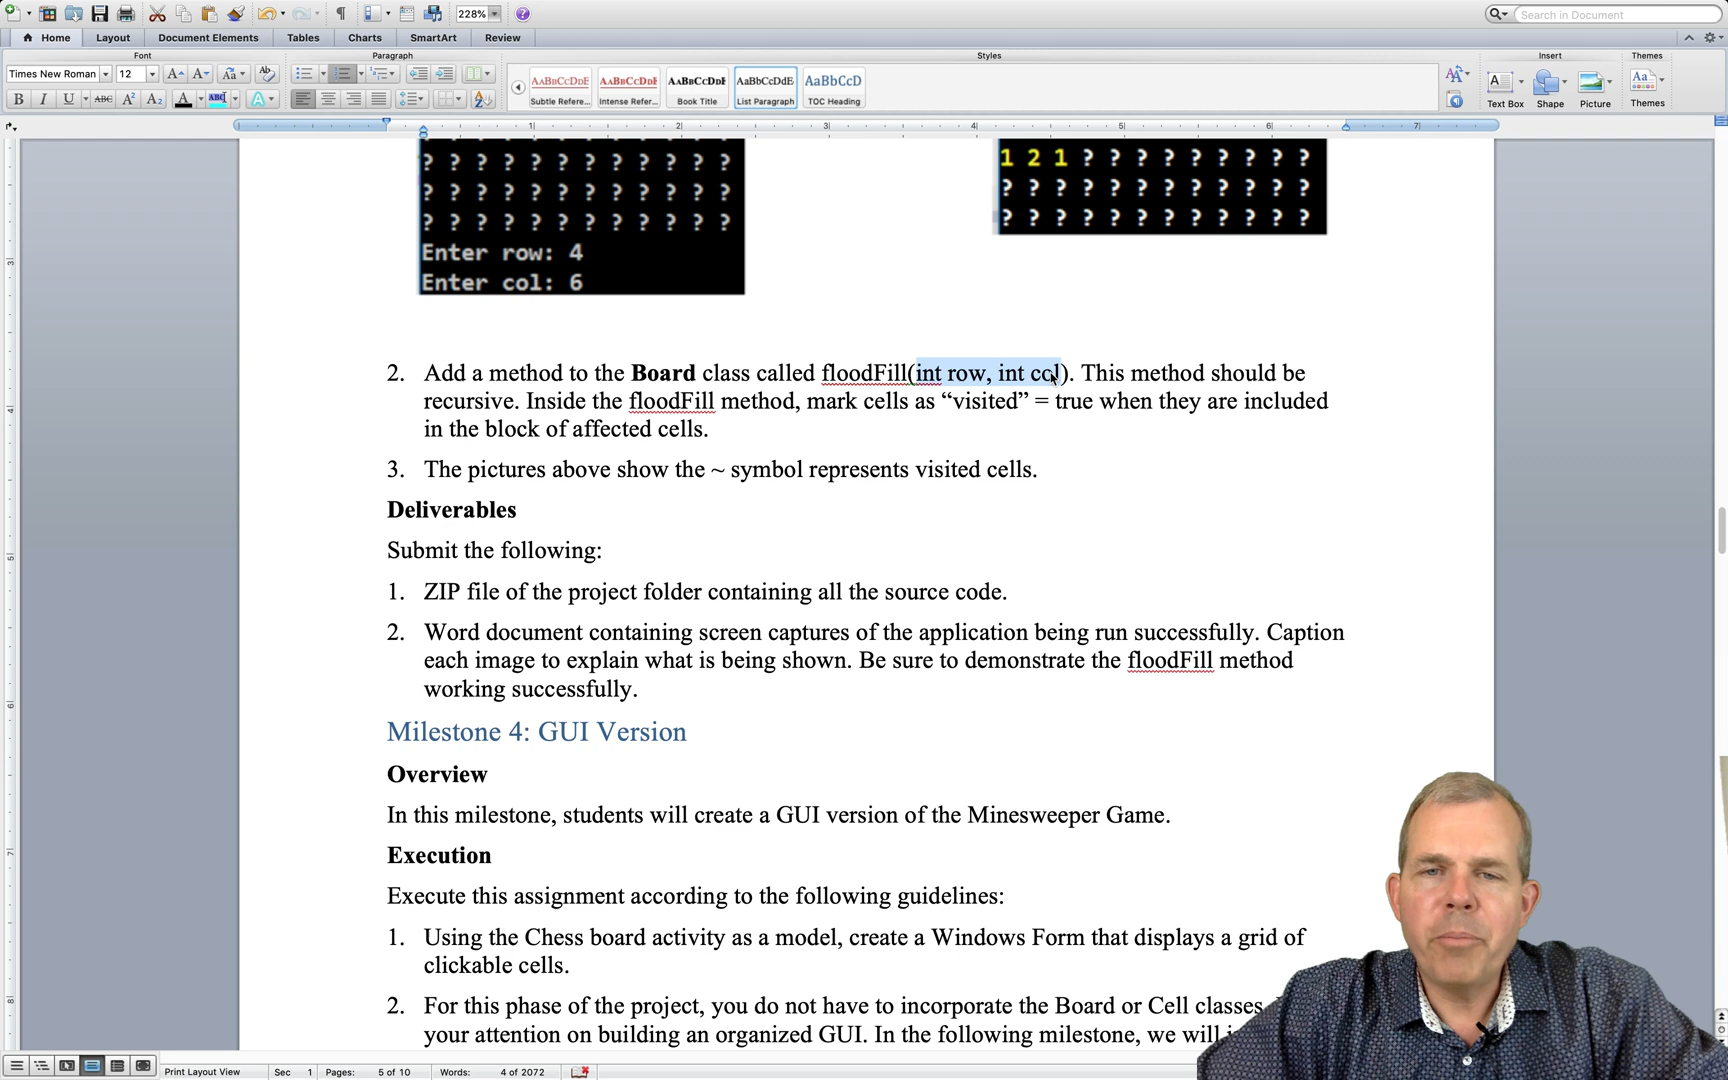 228%
Search in Document
Home Layout Document Elements Tables Charts SmartArt Review
Font Paragraph Styles Insert Themes
Times New Roman 12
AABBCCDDE AABBCCDDE AABBCCDDE AaBbCcDdE AaBbCcD
Subtle Refere... Intense Refer... Book Title List Paragraph TOC Heading
Text Box Shape Picture Themes
? ? ? ? ? ? ? ? ? ? ? ?
? ? ? ? ? ? ? ? ? ? ? ?
? ? ? ? ? ? ? ? ? ? ? ?
Enter row: 4
Enter col: 6
1 2 1 ? ? ? ? ? ? ? ? ?
? ? ? ? ? ? ? ? ? ? ? ?
? ? ? ? ? ? ? ? ? ? ? ?
2. Add a method to the Board class called floodFill(int row, int col). This method should be
recursive. Inside the floodFill method, mark cells as “visited” = true when they are included
in the block of affected cells.
3. The pictures above show the ~ symbol represents visited cells.
Deliverables
Submit the following:
1. ZIP file of the project folder containing all the source code.
2. Word document containing screen captures of the application being run successfully. Caption
each image to explain what is being shown. Be sure to demonstrate the floodFill method
working successfully.
Milestone 4: GUI Version
Overview
In this milestone, students will create a GUI version of the Minesweeper Game.
Execution
Execute this assignment according to the following guidelines:
1. Using the Chess board activity as a model, create a Windows Form that displays a grid of
clickable cells.
2. For this phase of the project, you do not have to incorporate the Board or Cell classes.
your attention on building an organized GUI. In the following milestone, we will
Print Layout View Sec 1 Pages: 5 of 10 Words: 4 of 2072